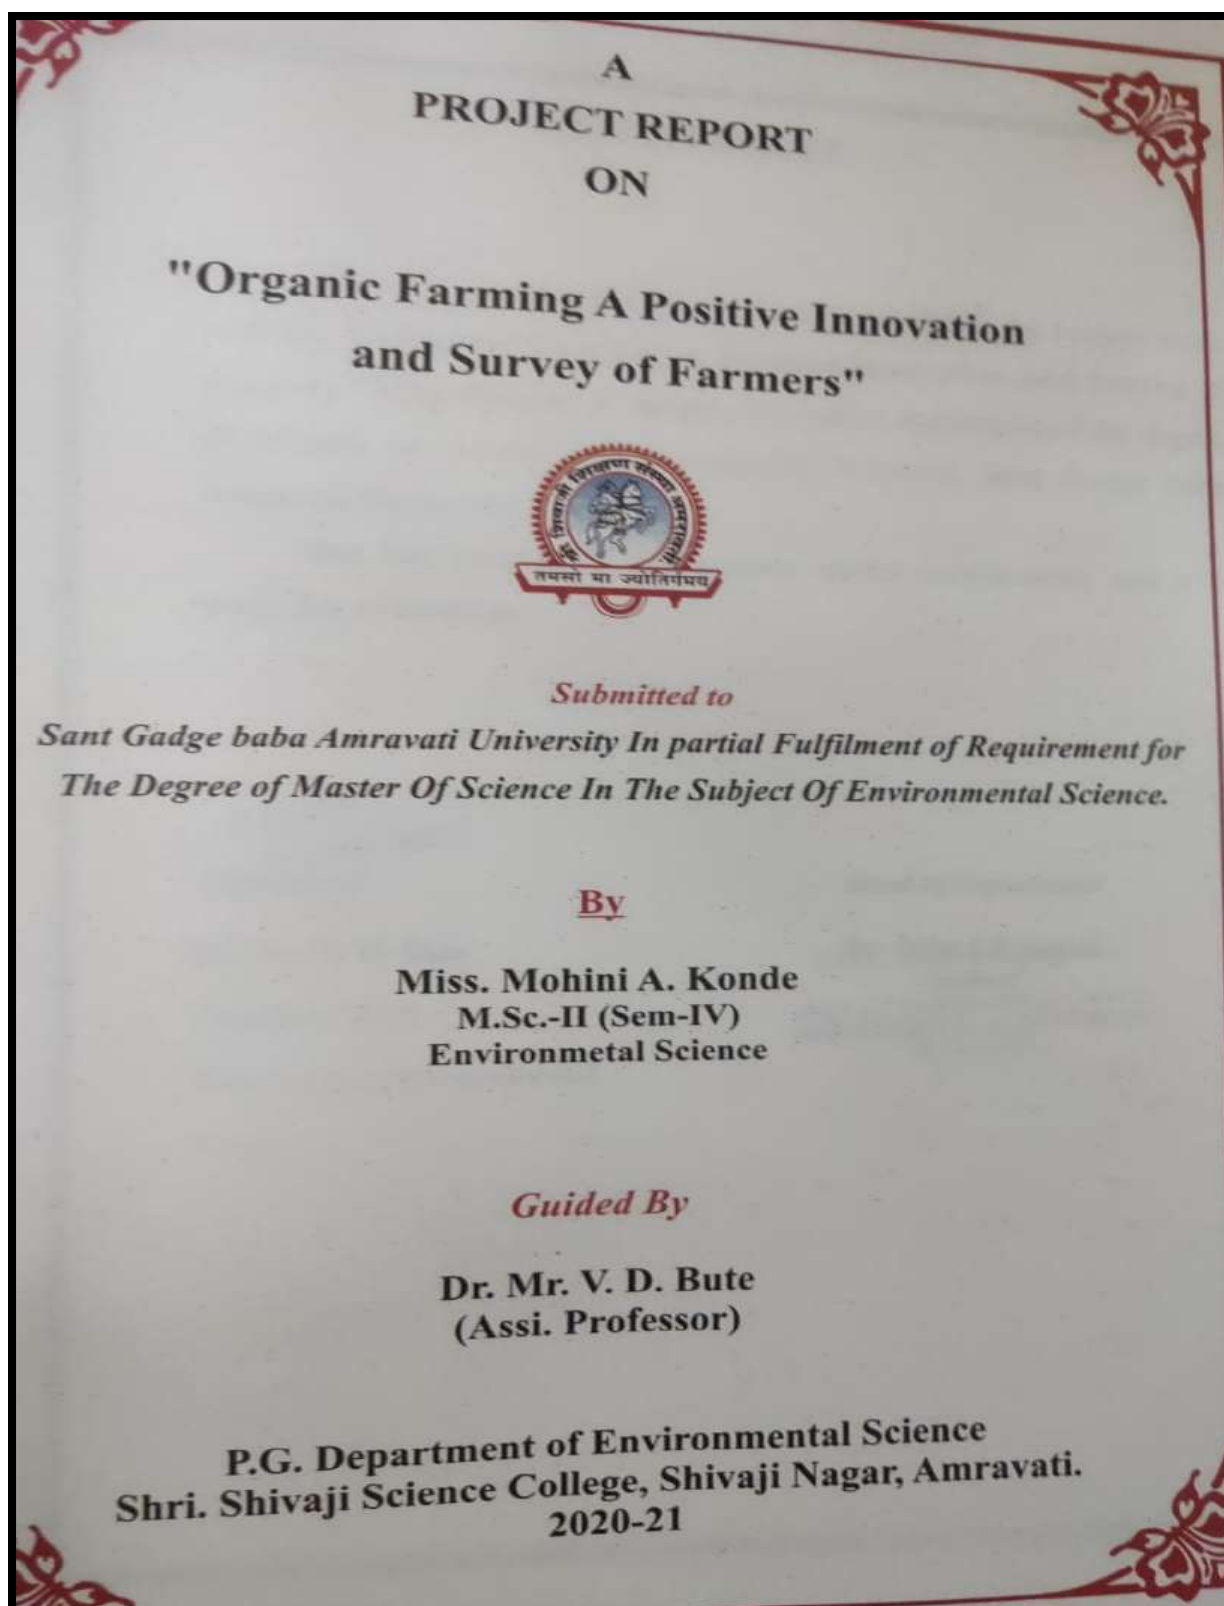 A
PROJECT REPORT
ON
"Organic Farming A Positive Innovation
and Survey of Farmers"
श्री शिवाजी शिक्षण संस्था अमरावती.
तमसो मा ज्योतिर्गमय
Submitted to
Sant Gadge baba Amravati University In partial Fulfilment of Requirement for
The Degree of Master Of Science In The Subject Of Environmental Science.
By
Miss. Mohini A. Konde
M.Sc.-II (Sem-IV)
Environmetal Science
Guided By
Dr. Mr. V. D. Bute
(Assi. Professor)
P.G. Department of Environmental Science
Shri. Shivaji Science College, Shivaji Nagar, Amravati.
2020-21